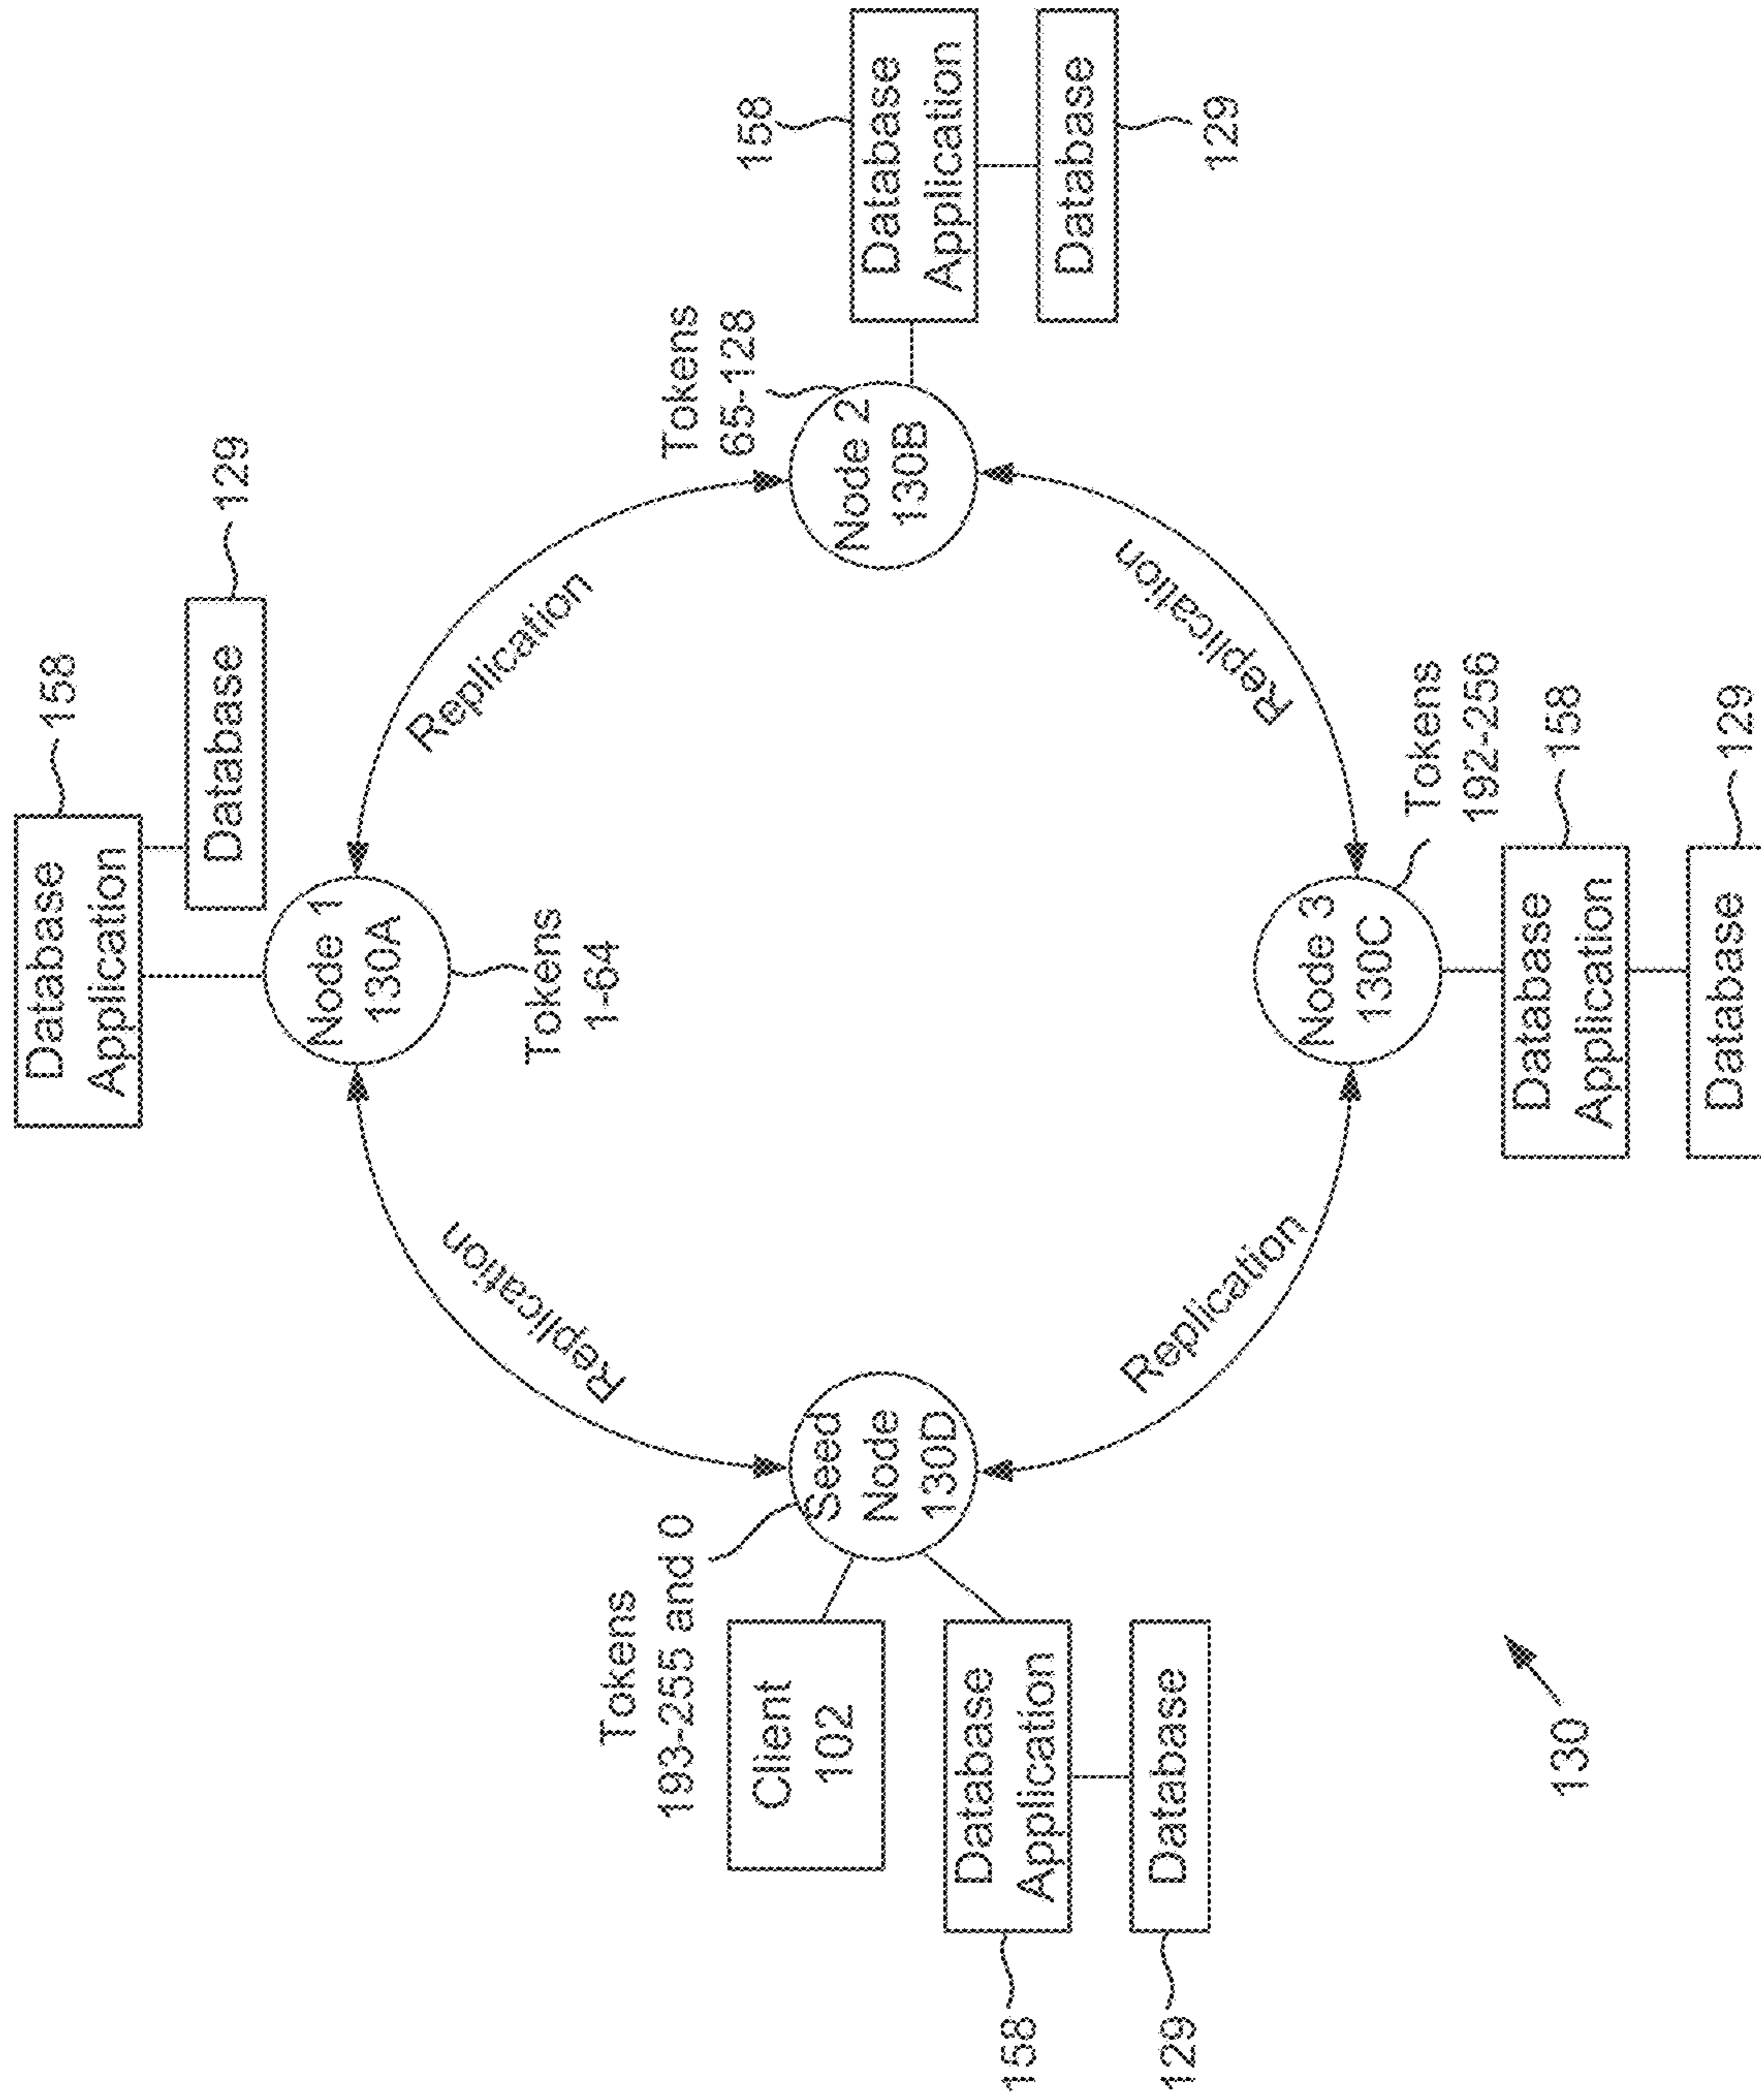 158
Database
Application
Database
129
Node 1
130A
Tokens
1-64
Replication
Replication
Tokens
65-128
Node 2
130B
158
Database
Application
Database
129
Tokens
193-255 and 0
Seed
Node
130D
Client
102
158
Database
Application
129
Database
Replication
Replication
Node 3
130C
Tokens
192-256
Database
Application
158
Database
129
130